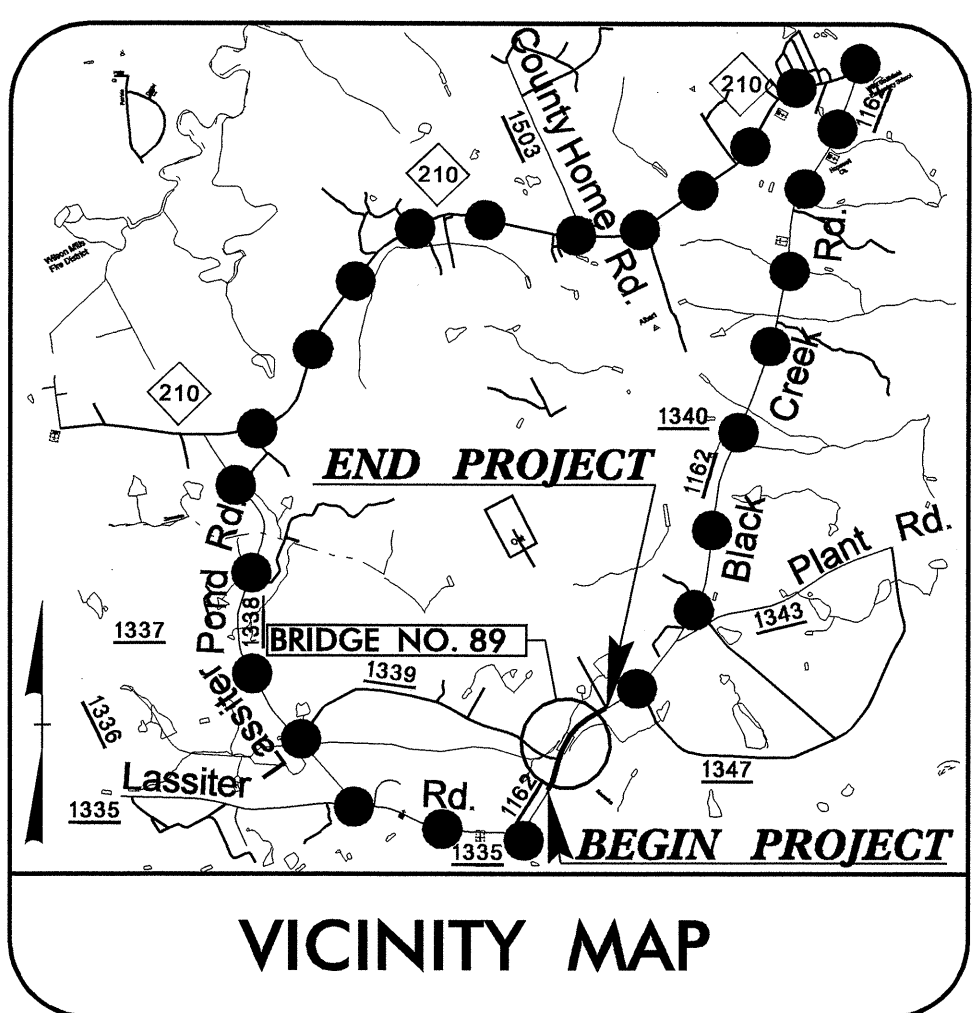 County Home Rd.
1503
210
210
210
1162
Wilson Mills
Fire District
Black Creek Rd.
1340
1162
END PROJECT
Plant Rd.
1343
Lassiter Pond Rd.
1338
1337
BRIDGE NO. 89
1339
1336
Lassiter Rd.
1335
1162
1347
1335
BEGIN PROJECT
VICINITY MAP